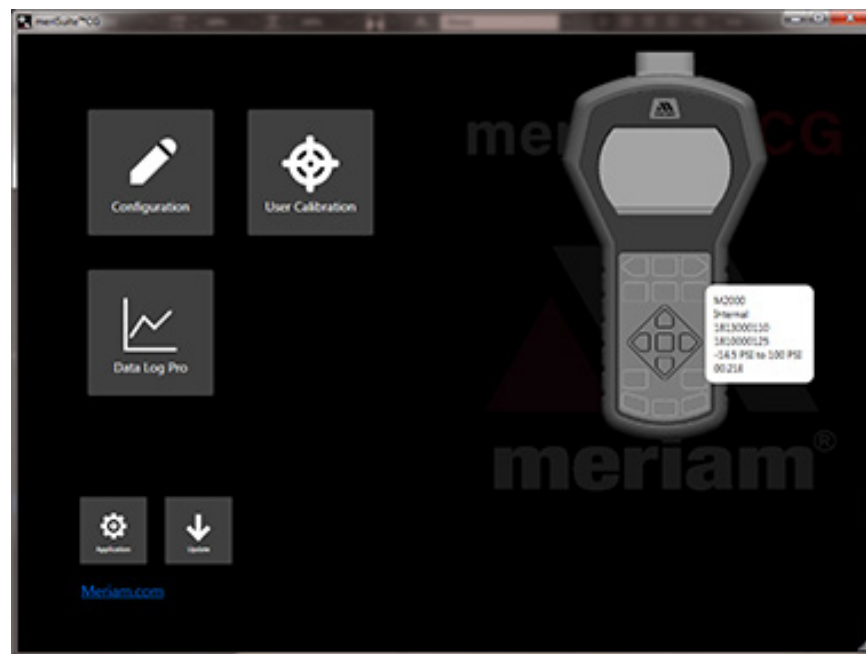 meriSuite™CG
Configuration
User Calibration
Data Log Pro
Application
Update
Meriam.com
CG
M2000
Internal
1813000110
1810000125
-14.5 PSI to 100 PSI
00.218
meriam®